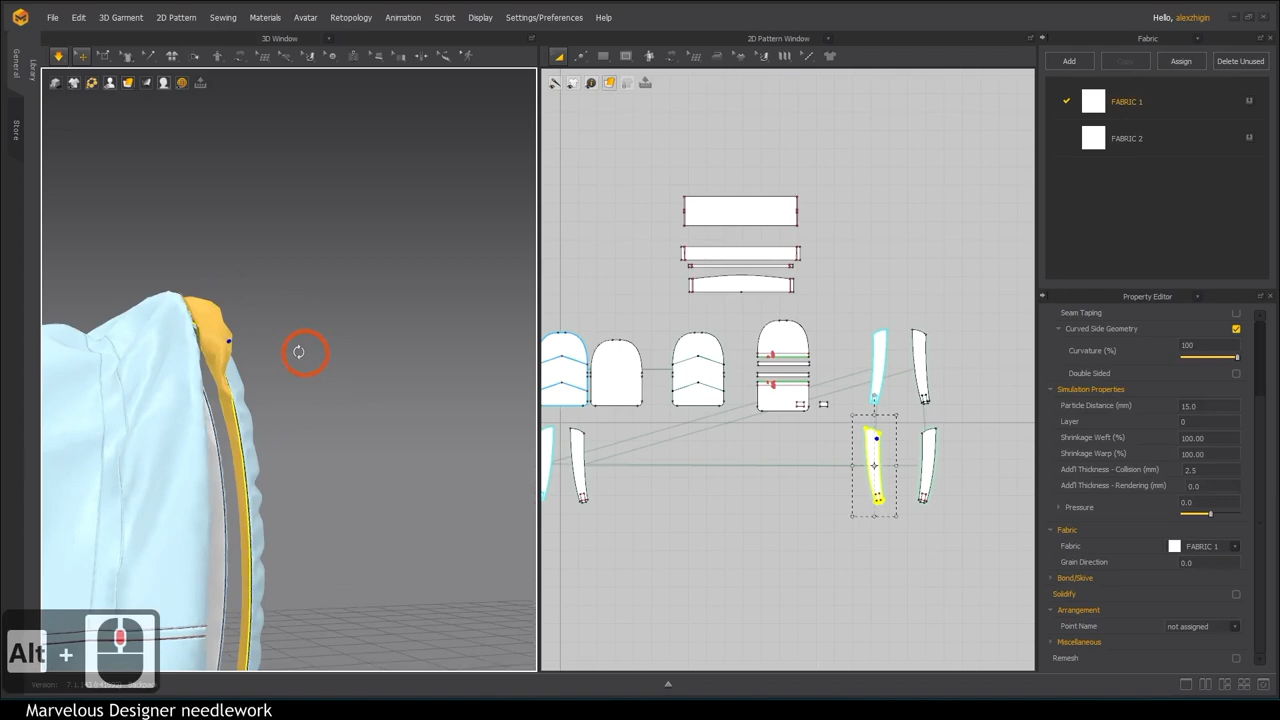 File Edit 3D Garment 2D Pattern Sewing Materials Avatar Retopology Animation Script Display Settings/Preferences Help
Hello, alexzhigin
3D Window
2D Pattern Window
Fabric
General
Library
Store
Add
Assign
Delete Unused
FABRIC 1
FABRIC 2
Property Editor
Seam Taping
Curved Side Geometry
Curvature (%) 100
Double Sided
Simulation Properties
Particle Distance (mm) 15.0
Layer 0
Shrinkage Weft (%) 100.00
Shrinkage Warp (%) 100.00
Add'l Thickness - Collision (mm) 2.5
Add'l Thickness - Rendering (mm) 0.0
Pressure 0.0
Fabric
Fabric FABRIC 1
Grain Direction 0.0
Bond/Skive
Solidify
Arrangement
Point Name not assigned
Miscellaneous
Remesh
Alt +
Marvelous Designer needlework